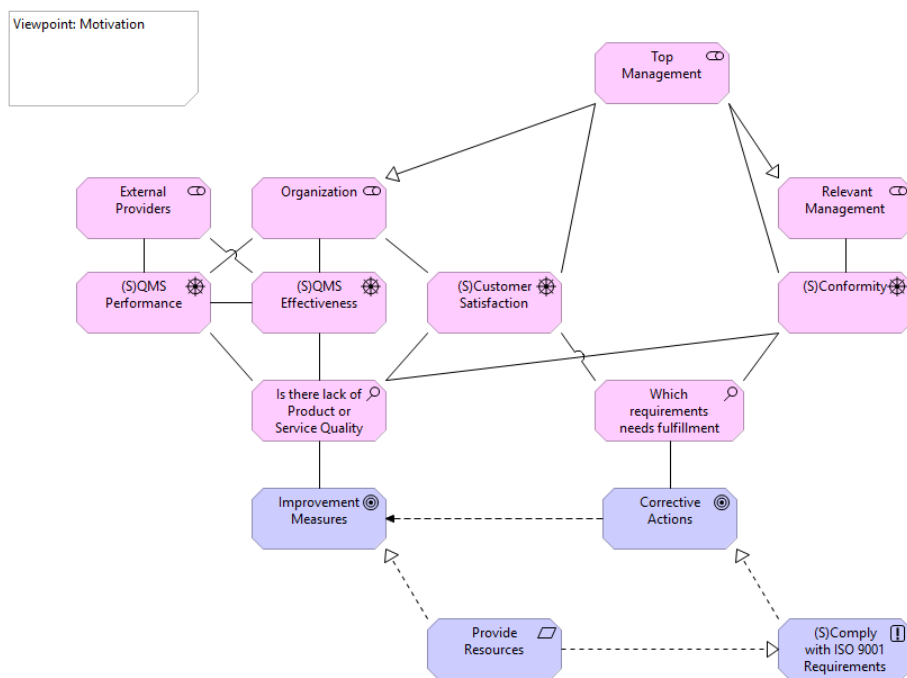 Viewpoint: Motivation
Top
Management
External
Providers
Organization
Relevant
Management
(S)QMS
Performance
(S)QMS
Effectiveness
(S)Customer
Satisfaction
(S)Conformity
Is there lack of
Product or
Service Quality
Which
requirements
needs fulfillment
Improvement
Measures
Corrective
Actions
Provide
Resources
(S)Comply
with ISO 9001
Requirements